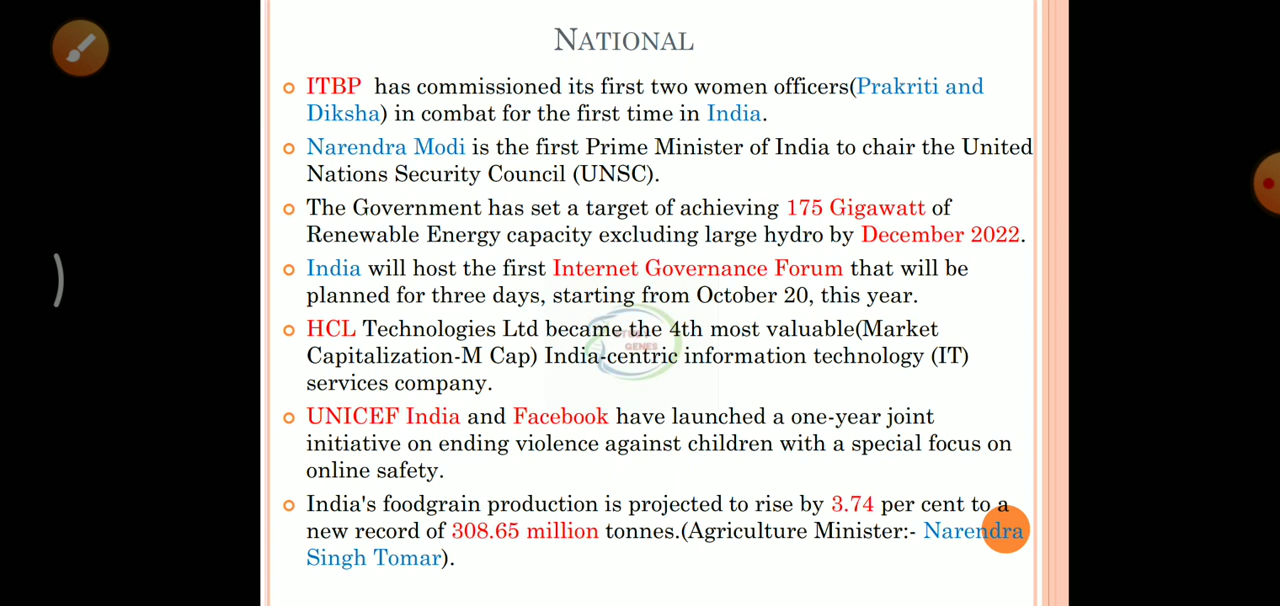 NATIONAL
ITBP has commissioned its first two women officers(Prakriti and
Diksha) in combat for the first time in India.
Narendra Modi is the first Prime Minister of India to chair the United
Nations Security Council (UNSC).
The Government has set a target of achieving 175 Gigawatt of
Renewable Energy capacity excluding large hydro by December 2022.
India will host the first Internet Governance Forum that will be
planned for three days, starting from October 20, this year.
HCL Technologies Ltd became the 4th most valuable(Market
Capitalization-M Cap) India-centric information technology (IT)
services company.
UNICEF India and Facebook have launched a one-year joint
initiative on ending violence against children with a special focus on
online safety.
India's foodgrain production is projected to rise by 3.74 per cent to a
new record of 308.65 million tonnes.(Agriculture Minister:- Narendra
Singh Tomar).
GENES